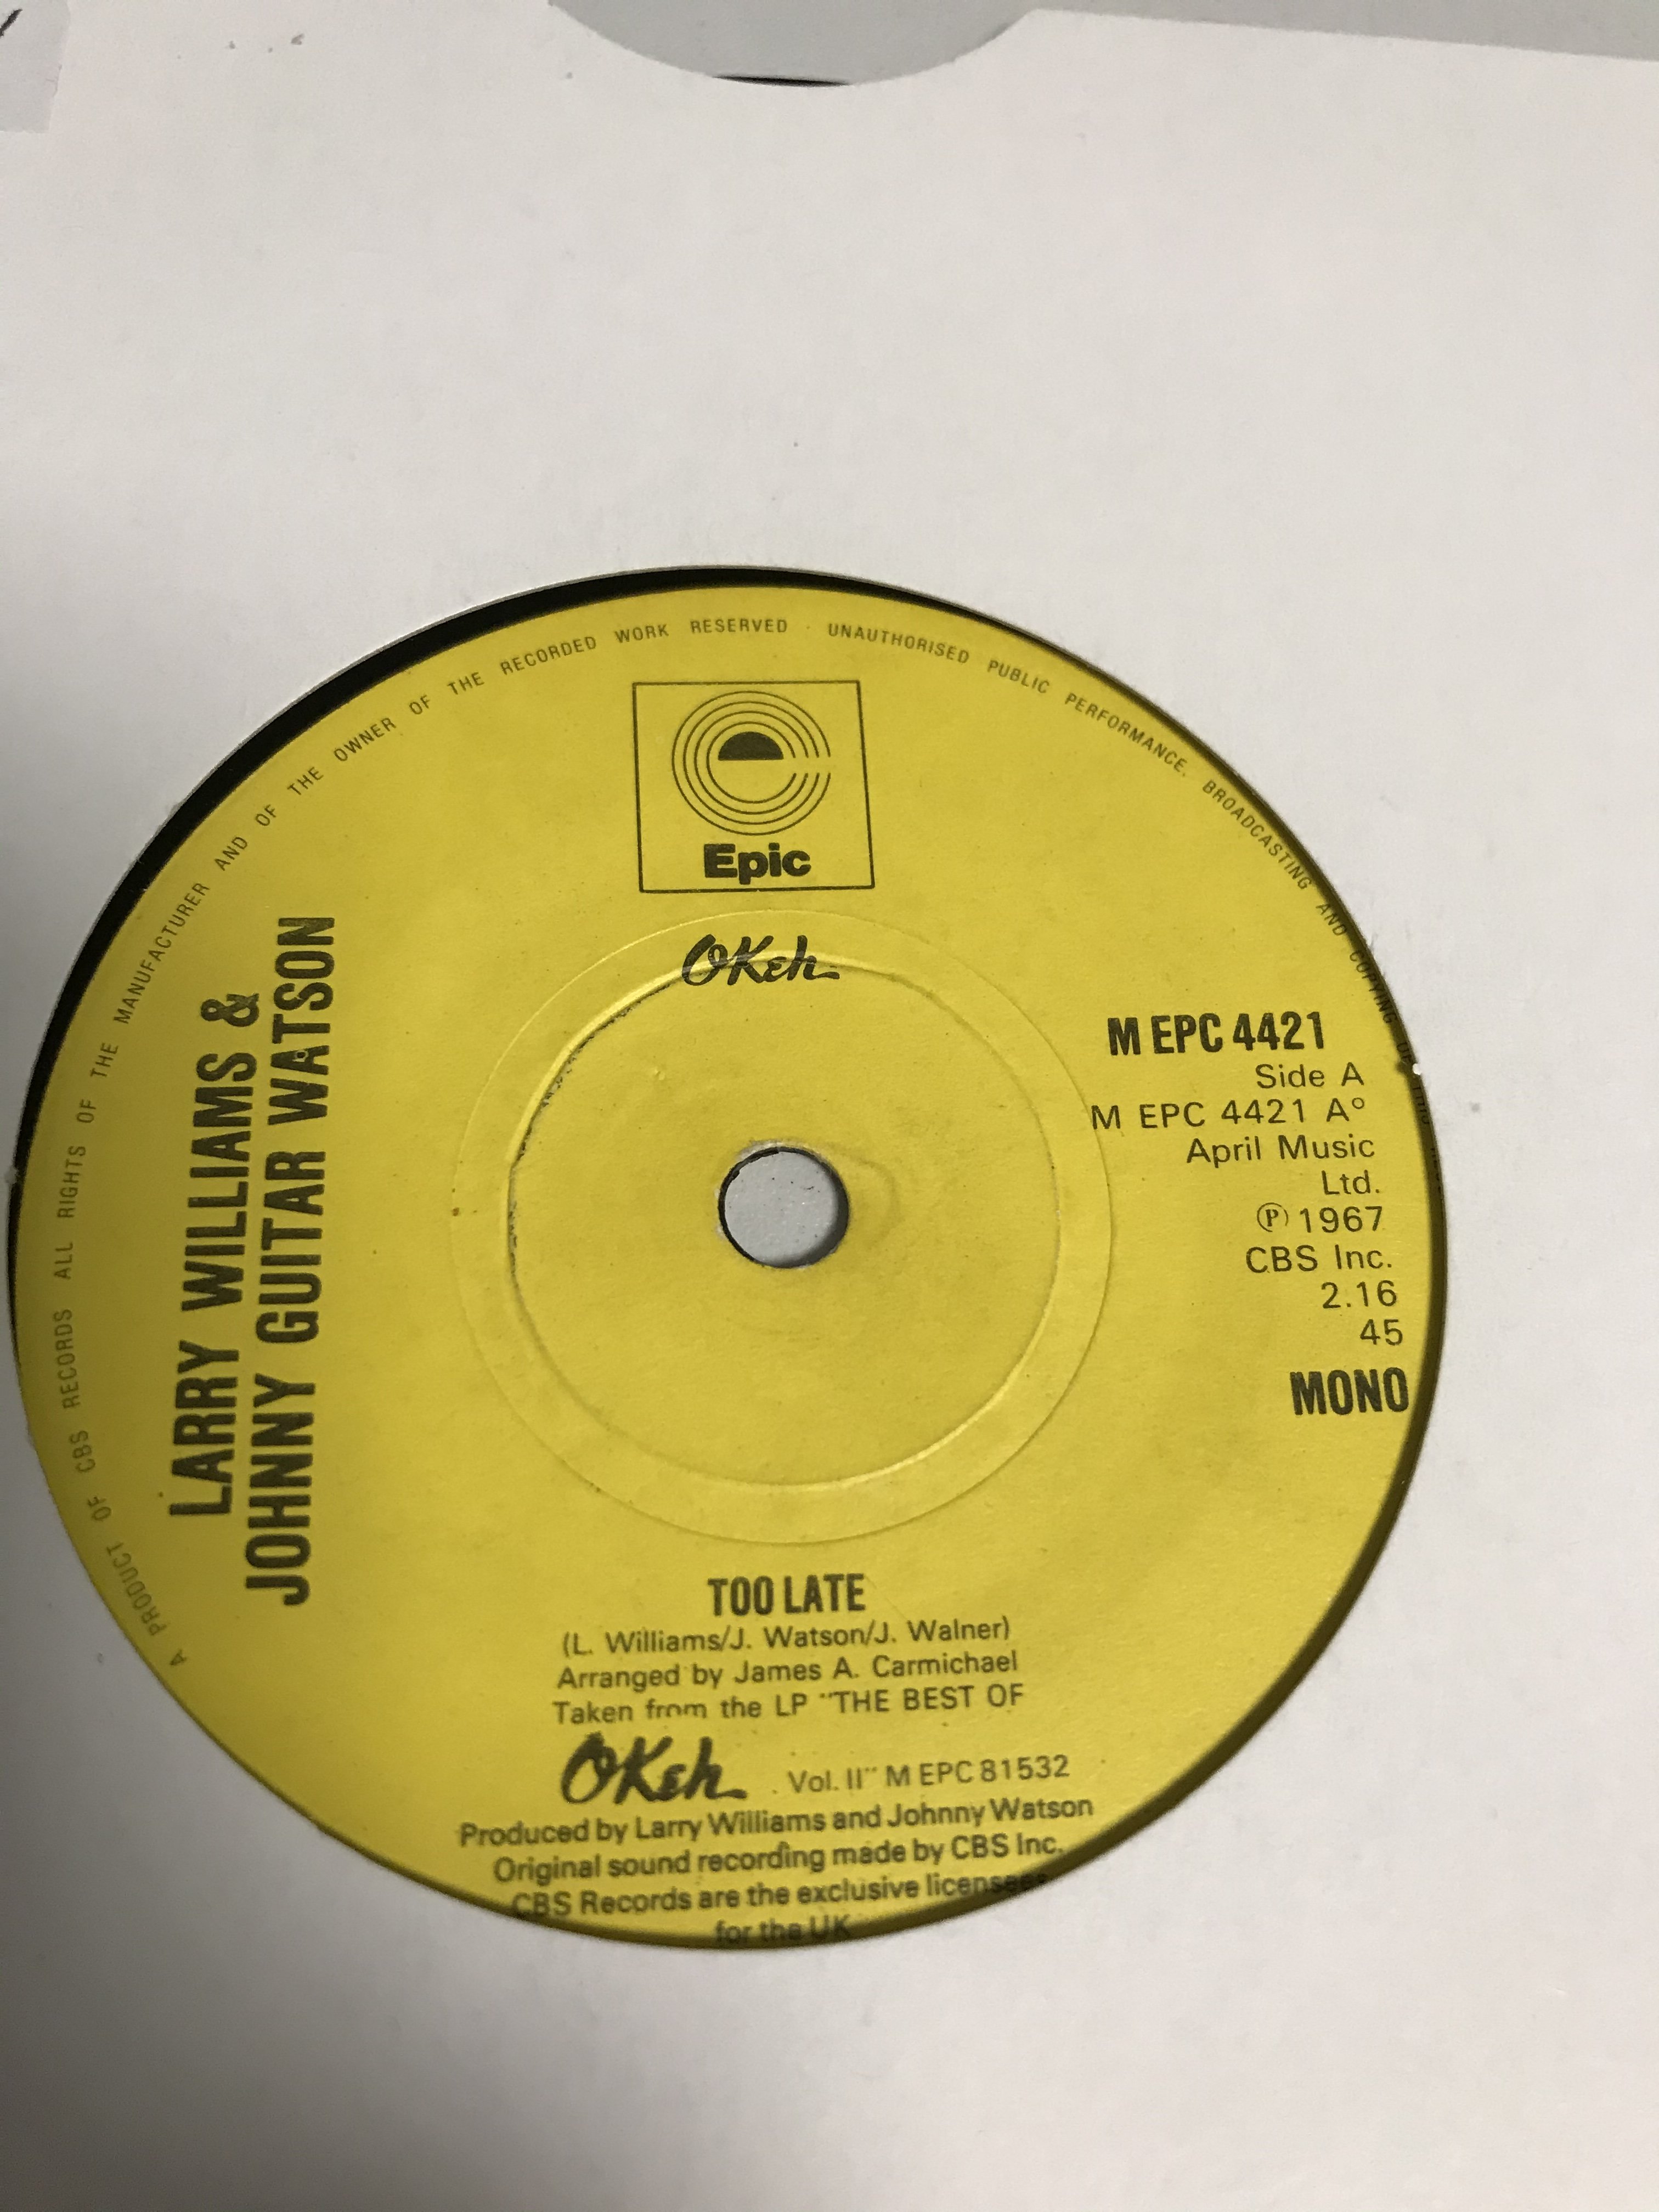 A PRODUCT OF CBS RECORDS ALL RIGHTS OF THE MANUFACTURER AND OF THE OWNER OF THE RECORDED WORK RESERVED · UNAUTHORISED PUBLIC PERFORMANCE, BROADCASTING AND COPYING OF THIS
Epic
OKeh
LARRY WILLIAMS &
JOHNNY GUITAR WATSON
M EPC 4421
Side A
M EPC 4421 A°
April Music
Ltd.
℗ 1967
CBS Inc.
2.16
45
MONO
TOO LATE
(L. Williams/J. Watson/J. Walner)
Arranged by James A. Carmichael
Taken from the LP "THE BEST OF
OKeh Vol. II" M EPC 81532
Produced by Larry Williams and Johnny Watson
Original sound recording made by CBS Inc.
CBS Records are the exclusive licensees
for the UK